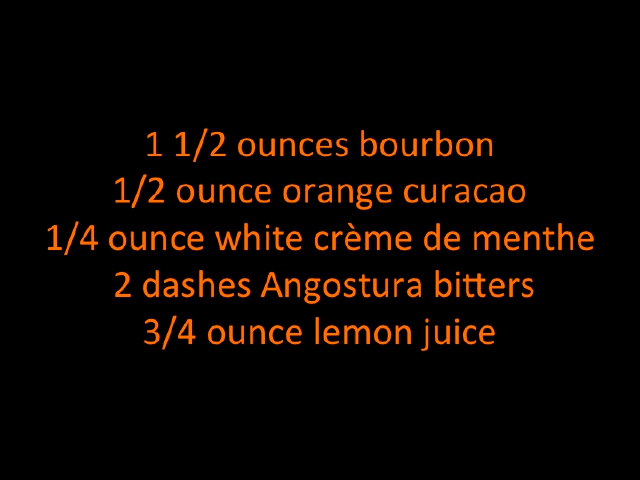 1 1/2 ounces bourbon
1/2 ounce orange curacao
1/4 ounce white crème de menthe
2 dashes Angostura bitters
3/4 ounce lemon juice